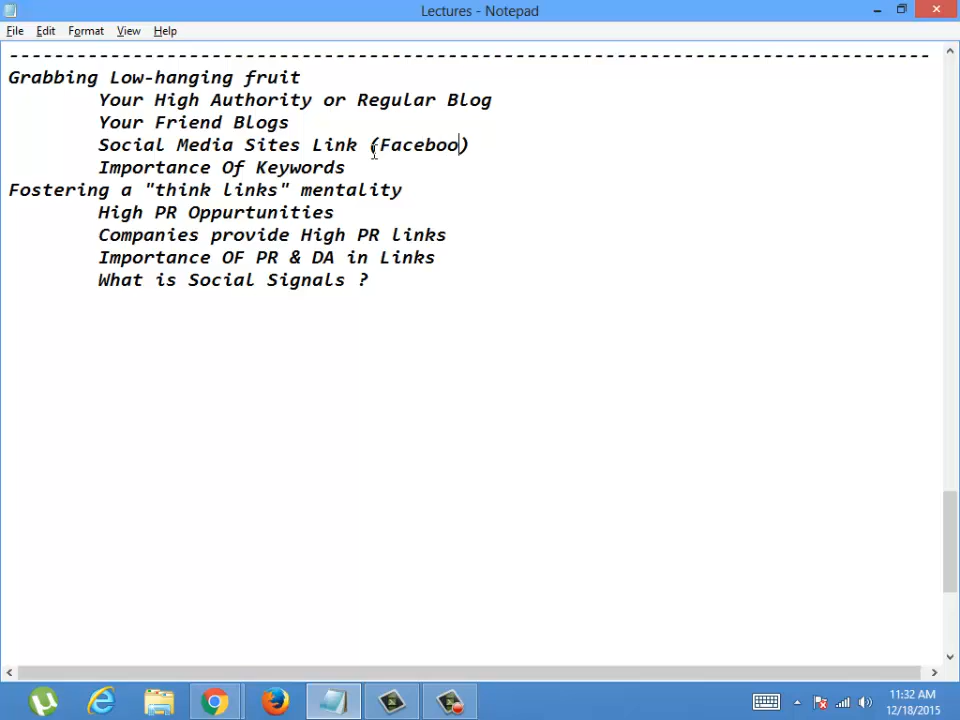 Lectures - Notepad
File Edit Format View Help
----------------------------------------------------------------------------------
Grabbing Low-hanging fruit
Your High Authority or Regular Blog
Your Friend Blogs
Social Media Sites Link (Faceboo)
Importance Of Keywords
Fostering a "think links" mentality
High PR Oppurtunities
Companies provide High PR links
Importance OF PR & DA in Links
What is Social Signals ?
11:32 AM
12/18/2015